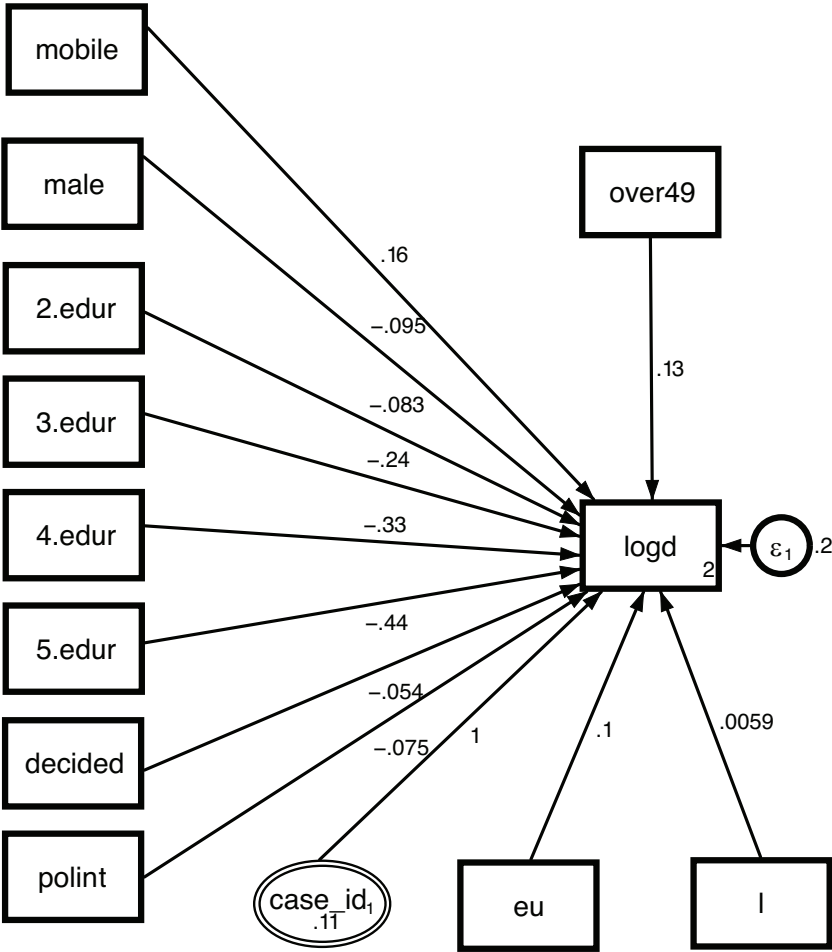 mobile
male
over49
.16
2.edur
−.095
.13
3.edur
−.083
−.24
4.edur
−.33
logd
2
ε1
.2
5.edur
−.44
decided
−.054
−.075
1
.1
.0059
polint
case_id1
.11
eu
l